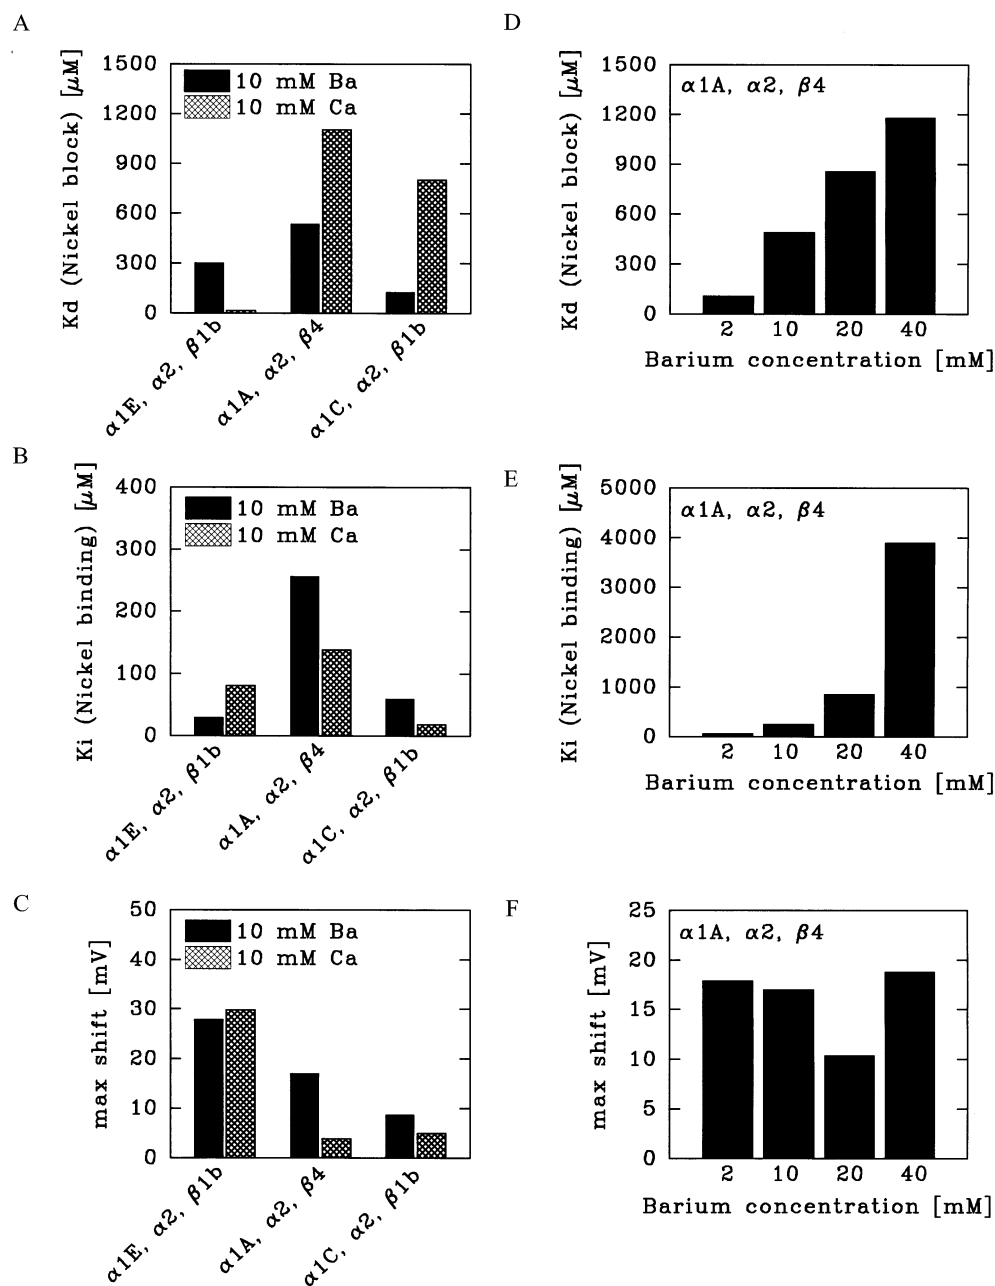 A
Kd (Nickel block) [μM]
1500
1200
900
600
300
0
10 mM Ba
10 mM Ca
α1E, α2, β1b
α1A, α2, β4
α1C, α2, β1b
D
Kd (Nickel block) [μM]
1500
1200
900
600
300
0
α1A, α2, β4
2 10 20 40
Barium concentration [mM]
B
Ki (Nickel binding) [μM]
400
300
200
100
0
10 mM Ba
10 mM Ca
α1E, α2, β1b
α1A, α2, β4
α1C, α2, β1b
E
Ki (Nickel binding) [μM]
5000
4000
3000
2000
1000
0
α1A, α2, β4
2 10 20 40
Barium concentration [mM]
C
max shift [mV]
50
40
30
20
10
0
10 mM Ba
10 mM Ca
α1E, α2, β1b
α1A, α2, β4
α1C, α2, β1b
F
max shift [mV]
25
20
15
10
5
0
α1A, α2, β4
2 10 20 40
Barium concentration [mM]